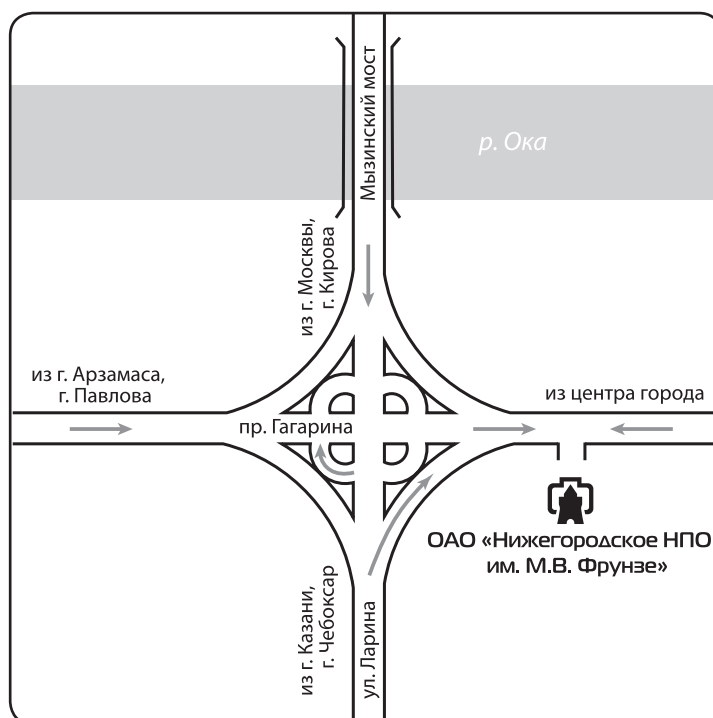 Мызинский мост
р. Ока
из г. Москвы,
г. Кирова
из г. Арзамаса,
г. Павлова
из центра города
пр. Гагарина
ОАО «Нижегородское НПО
им. М.В. Фрунзе»
из г. Казани,
г. Чебоксар
ул. Ларина